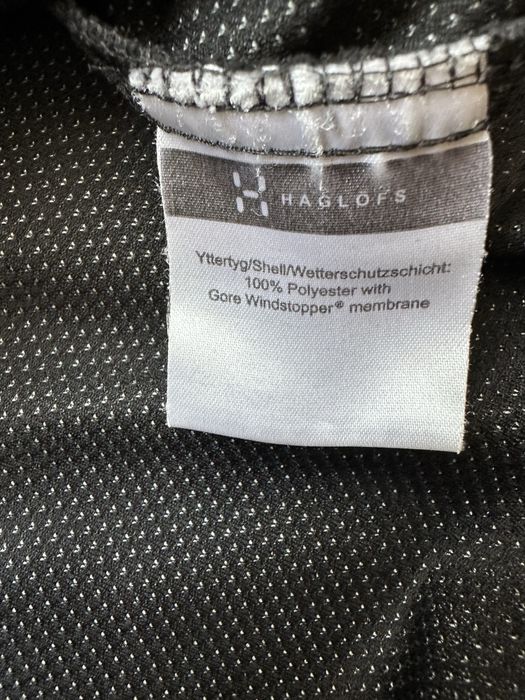 HAGLOFS
Yttertyg/Shell/Wetterschutzschicht:
100% Polyester with
Gore Windstopper® membrane